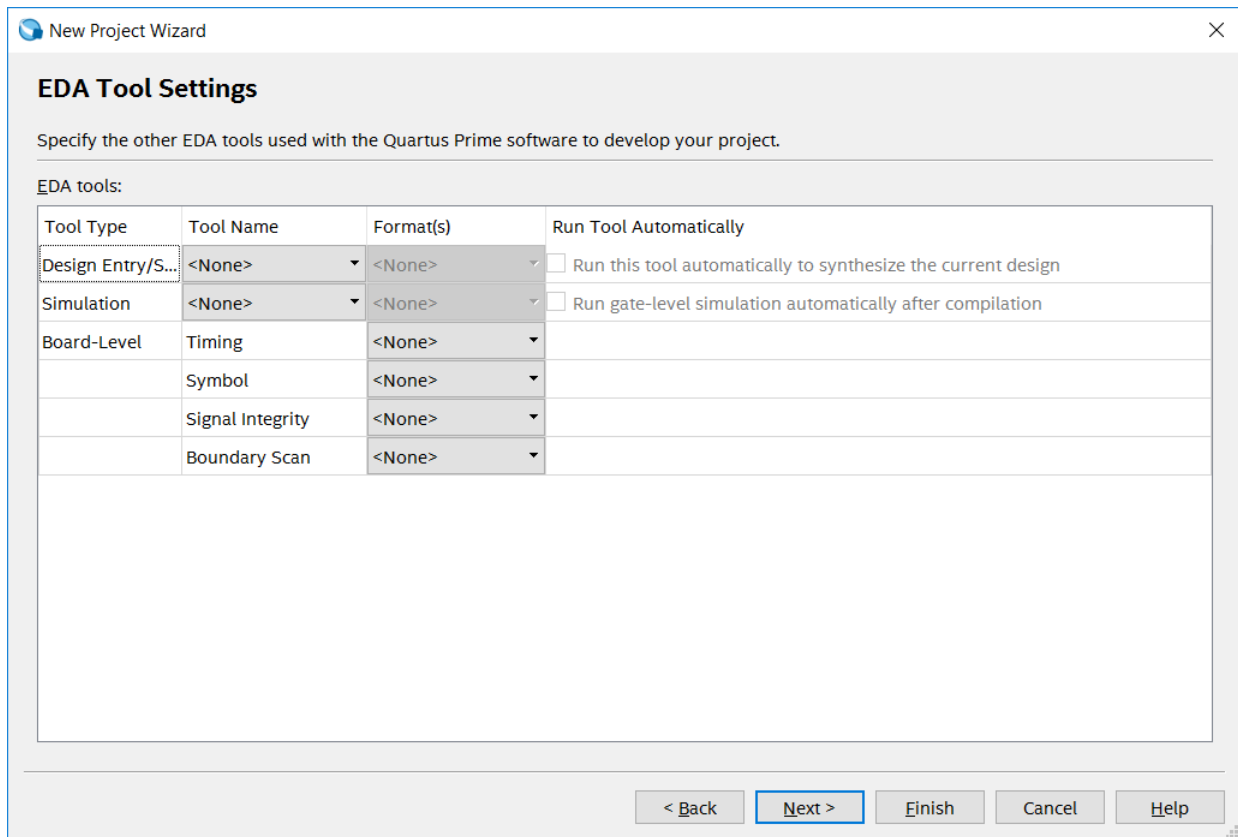 New Project Wizard
EDA Tool Settings
Specify the other EDA tools used with the Quartus Prime software to develop your project.
EDA tools:
Tool Type Tool Name Format(s) Run Tool Automatically
Design Entry/S... <None> <None> Run this tool automatically to synthesize the current design
Simulation <None> <None> Run gate-level simulation automatically after compilation
Board-Level Timing <None>
Symbol <None>
Signal Integrity <None>
Boundary Scan <None>
< Back Next > Finish Cancel Help